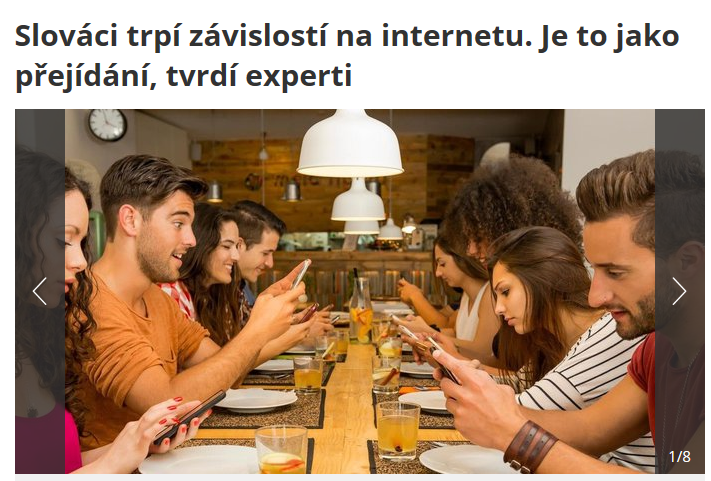 Slováci trpí závislostí na internetu. Je to jako
přejídání, tvrdí experti
1/8